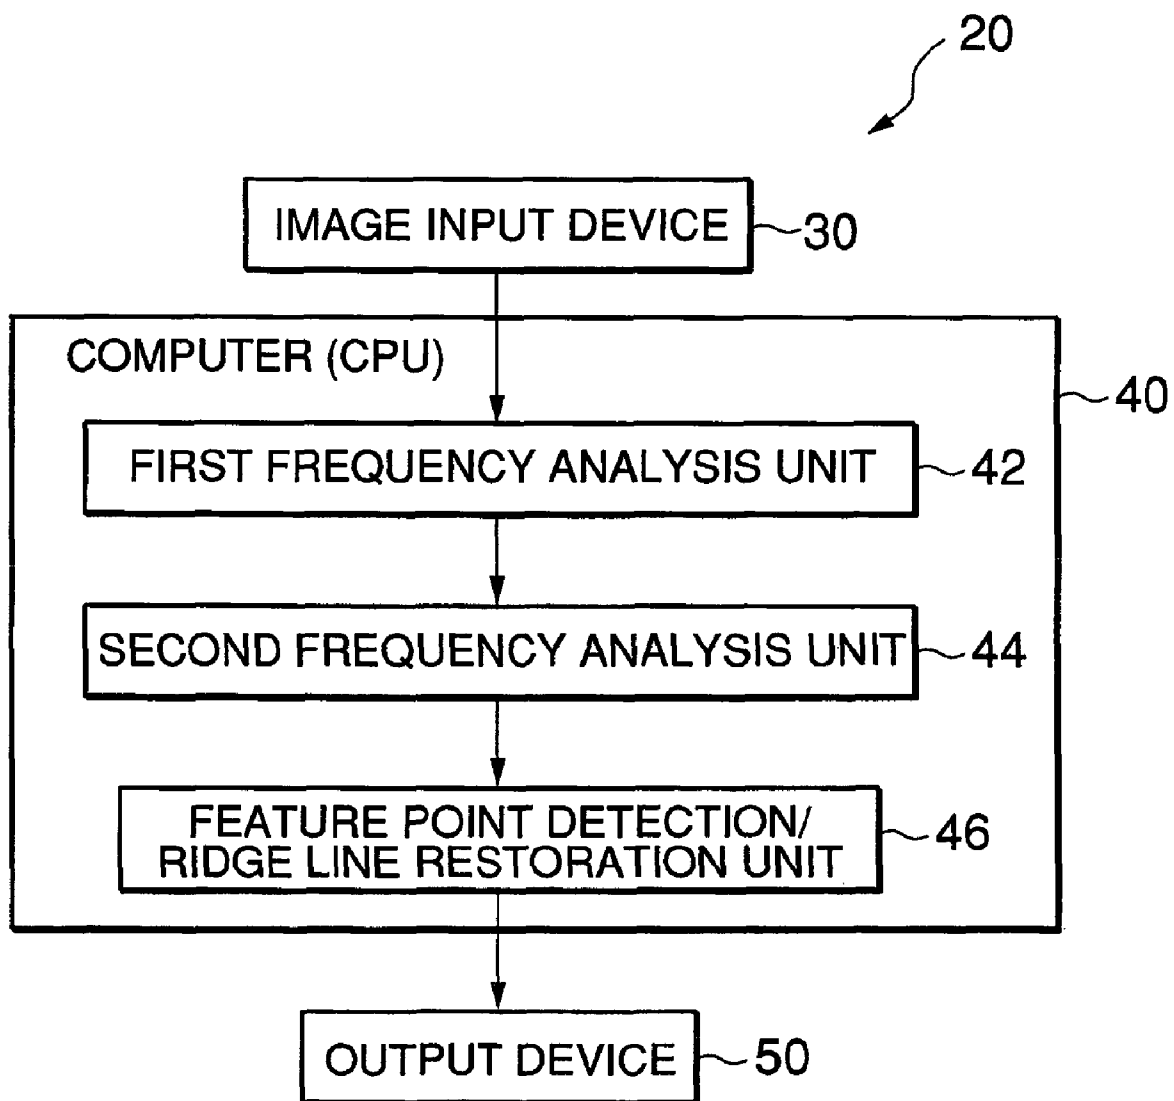 20
IMAGE INPUT DEVICE
30
COMPUTER (CPU)
40
FIRST FREQUENCY ANALYSIS UNIT
42
SECOND FREQUENCY ANALYSIS UNIT
44
FEATURE POINT DETECTION/
RIDGE LINE RESTORATION UNIT
46
OUTPUT DEVICE
50